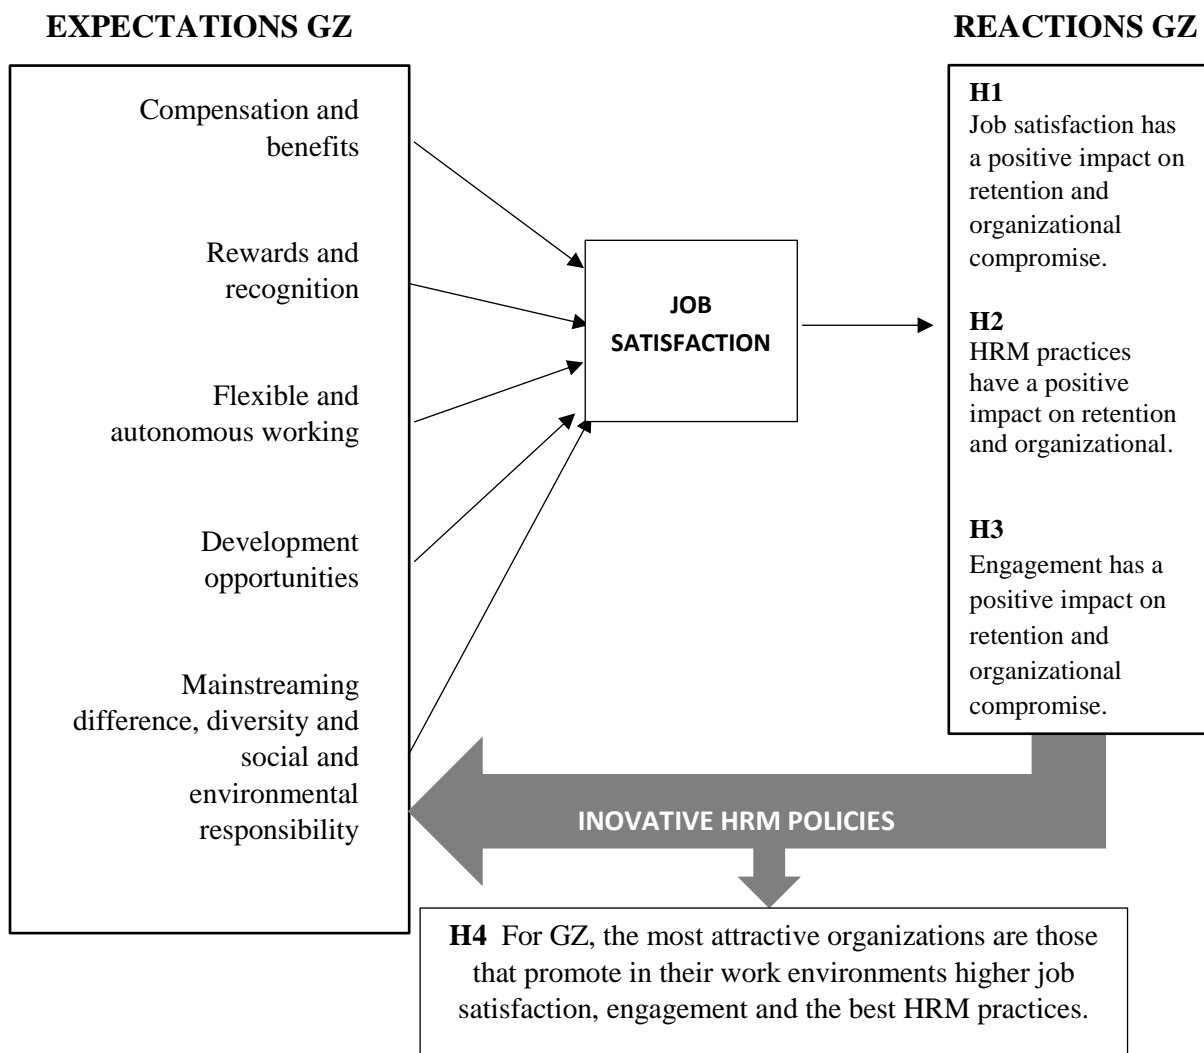 EXPECTATIONS GZ
Compensation and
benefits
Rewards and
recognition
Flexible and
autonomous working
Development
opportunities
Mainstreaming
difference, diversity and
social and
environmental
responsibility
JOB
SATISFACTION
REACTIONS GZ
H1
Job satisfaction has
a positive impact on
retention and
organizational
compromise.
H2
HRM practices
have a positive
impact on retention
and organizational.
H3
Engagement has a
positive impact on
retention and
organizational
compromise.
INOVATIVE HRM POLICIES
H4 For GZ, the most attractive organizations are those
that promote in their work environments higher job
satisfaction, engagement and the best HRM practices.